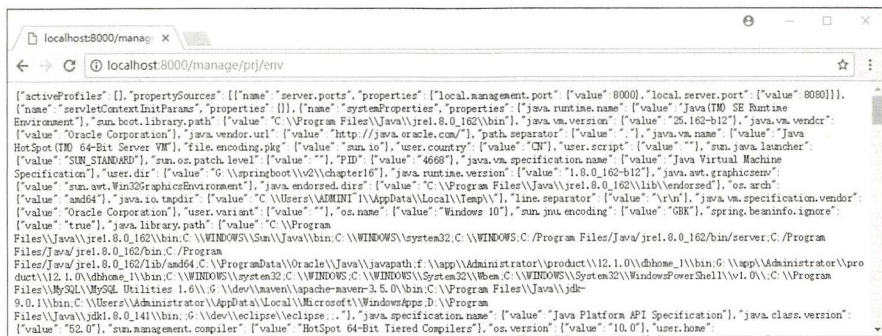 localhost:8000/manag
localhost:8000/manage/prj/env
{"activeProfiles":[],"propertySources":[{"name":"server.ports","properties":{"local.management.port":{"value":8000},"local.server.port":{"value":8080}}},
{"name":"servletContextInitParams","properties":{}},{"name":"systemProperties","properties":{"java.runtime.name":{"value":"Java(TM) SE Runtime
Environment"},"sun.boot.library.path":{"value":"C:\\Program Files\\Java\\jre1.8.0_162\\bin"},"java.vm.version":{"value":"25.162-b12"},"java.vm.vendor":
{"value":"Oracle Corporation"},"java.vendor.url":{"value":"http://java.oracle.com/"},"path.separator":{"value":";"},"java.vm.name":{"value":"Java
HotSpot(TM) 64-Bit Server VM"},"file.encoding.pkg":{"value":"sun.io"},"user.country":{"value":"CN"},"user.script":{"value":""},"sun.java.launcher":
{"value":"SUN_STANDARD"},"sun.os.patch.level":{"value":""},"PID":{"value":"4668"},"java.vm.specification.name":{"value":"Java Virtual Machine
Specification"},"user.dir":{"value":"G:\\springboot\\v2\\chapter16"},"java.runtime.version":{"value":"1.8.0_162-b12"},"java.awt.graphicsenv":
{"value":"sun.awt.Win32GraphicsEnvironment"},"java.endorsed.dirs":{"value":"C:\\Program Files\\Java\\jre1.8.0_162\\lib\\endorsed"},"os.arch":
{"value":"amd64"},"java.io.tmpdir":{"value":"C:\\Users\\ADMINI~1\\AppData\\Local\\Temp\\"},"line.separator":{"value":"\r\n"},"java.vm.specification.vendor":
{"value":"Oracle Corporation"},"user.variant":{"value":""},"os.name":{"value":"Windows 10"},"sun.jnu.encoding":{"value":"GBK"},"spring.beaninfo.ignore":
{"value":"true"},"java.library.path":{"value":"C:\\Program
Files\\Java\\jre1.8.0_162\\bin;C:\\WINDOWS\\Sun\\Java\\bin;C:\\WINDOWS\\system32;C:\\WINDOWS;C:/Program Files/Java/jre1.8.0_162/bin/server;C:/Program
Files/Java/jre1.8.0_162/bin;C:/Program
Files/Java/jre1.8.0_162/lib/amd64;C:\\ProgramData\\Oracle\\Java\\javapath;f:\\app\\Administrator\\product\\12.1.0\\dbhome_1\\bin;G:\\app\\Administrator\\pro
duct\\12.1.0\\dbhome_1\\bin;C:\\WINDOWS\\system32;C:\\WINDOWS;C:\\WINDOWS\\System32\\Wbem;C:\\WINDOWS\\System32\\WindowsPowerShell\\v1.0\\;C:\\Program
Files\\MySQL\\MySQL Utilities 1.6\\;G:\\dev\\maven\\apache-maven-3.5.0\\bin;C:\\Program Files\\Java\\jdk-
9.0.1\\bin;C:\\Users\\Administrator\\AppData\\Local\\Microsoft\\WindowsApps;D:\\Program
Files\\Java\\jdk1.8.0_141\\bin;;G:\\dev\\eclipse\\eclipse;;."},"java.specification.name":{"value":"Java Platform API Specification"},"java.class.version":
{"value":"52.0"},"sun.management.compiler":{"value":"HotSpot 64-Bit Tiered Compilers"},"os.version":{"value":"10.0"},"user.home":